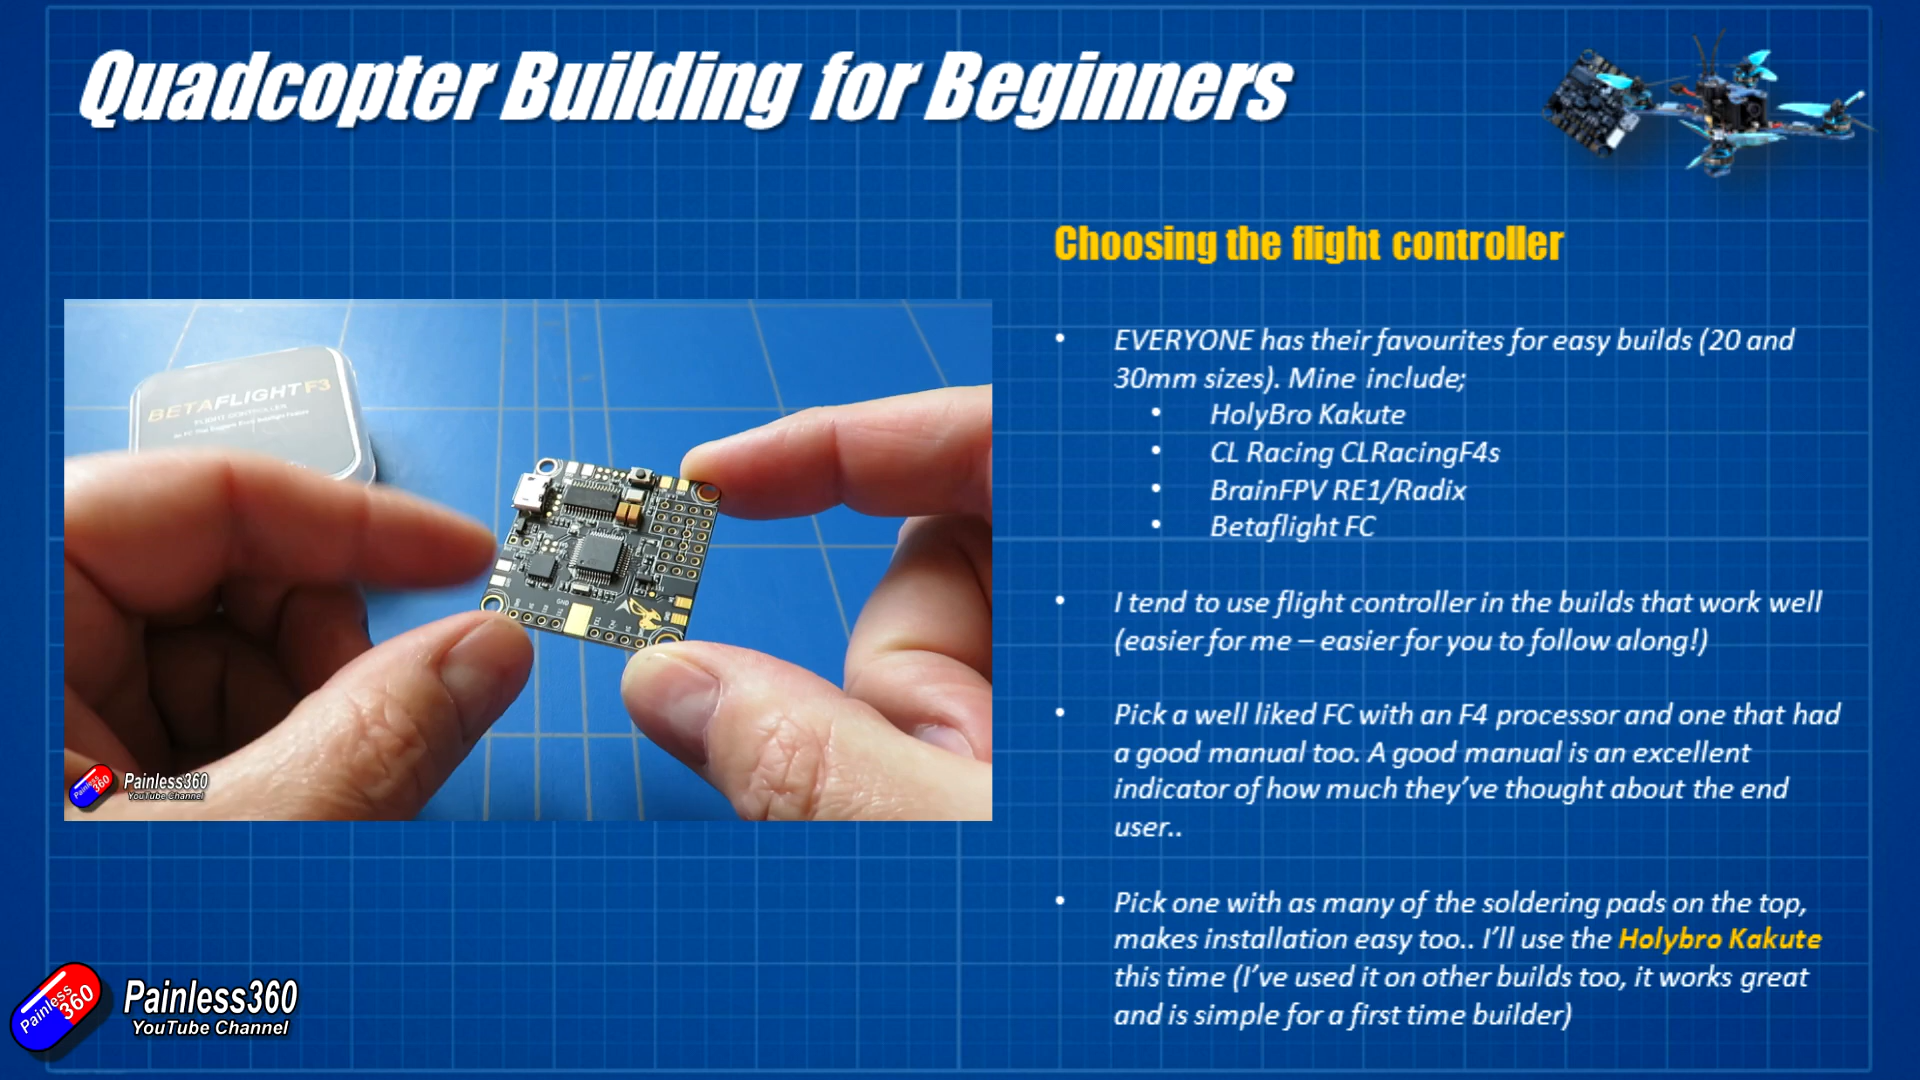 Quadcopter Building for Beginners
Choosing the flight controller
• EVERYONE has their favourites for easy builds (20 and
30mm sizes). Mine include;
• HolyBro Kakute
• CL Racing CLRacingF4s
• BrainFPV RE1/Radix
• Betaflight FC
• I tend to use flight controller in the builds that work well
(easier for me – easier for you to follow along!)
• Pick a well liked FC with an F4 processor and one that had
a good manual too. A good manual is an excellent
indicator of how much they've thought about the end
user..
• Pick one with as many of the soldering pads on the top,
makes installation easy too.. I'll use the Holybro Kakute
this time (I've used it on other builds too, it works great
and is simple for a first time builder)
BETAFLIGHT F3
FLIGHT CONTROLLER
GND
Painless360
Painless360
YouTube Channel
Painless360
Painless360
YouTube Channel